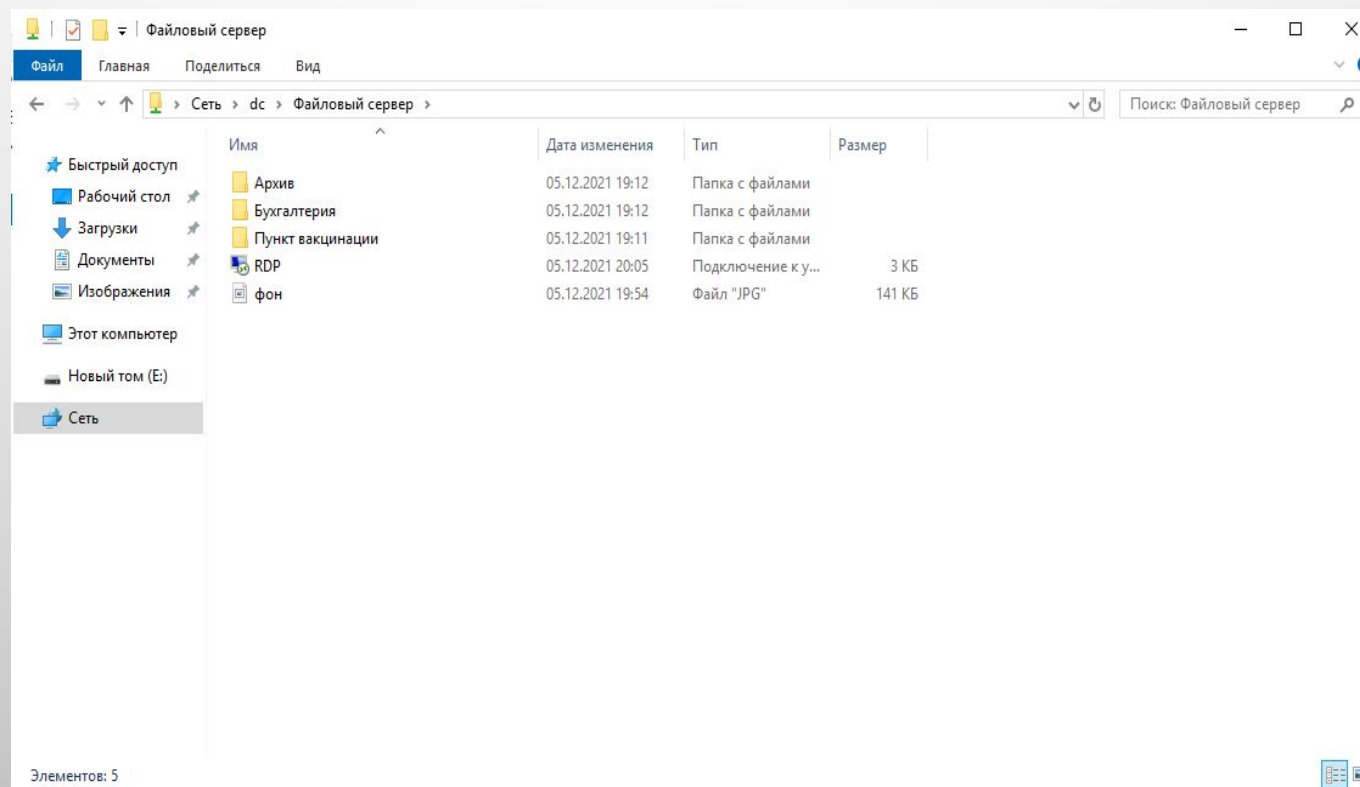 Файловый сервер
Файл Главная Поделиться Вид
Сеть dc Файловый сервер
Поиск: Файловый сервер
Имя Дата изменения Тип Размер
Быстрый доступ
Рабочий стол
Загрузки
Документы
Изображения
Этот компьютер
Новый том (E:)
Сеть
Архив 05.12.2021 19:12 Папка с файлами
Бухгалтерия 05.12.2021 19:12 Папка с файлами
Пункт вакцинации 05.12.2021 19:11 Папка с файлами
RDP 05.12.2021 20:05 Подключение к у... 3 КБ
фон 05.12.2021 19:54 Файл "JPG" 141 КБ
Элементов: 5